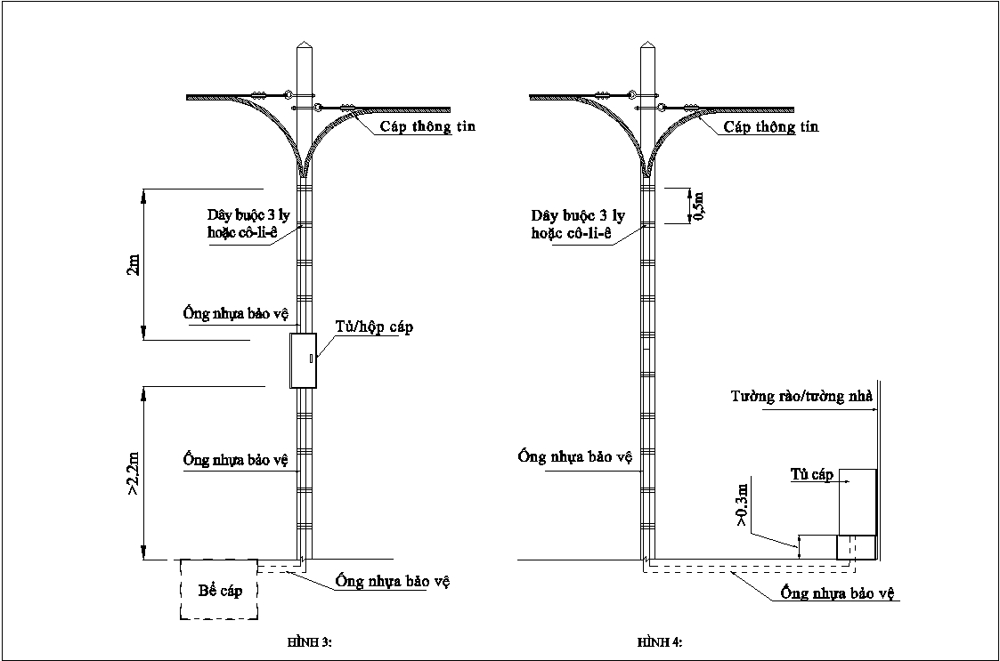 Cáp thông tin
Dây buộc 3 ly
hoặc cô-li-ê
2m
Ống nhựa bảo vệ
Tủ/hộp cáp
>2.2m
Ống nhựa bảo vệ
Bể cáp
Ống nhựa bảo vệ
HÌNH 3:
Cáp thông tin
0,5m
Dây buộc 3 ly
hoặc cô-li-ê
Tường rào/tường nhà
Ống nhựa bảo vệ
Tủ cáp
>0.3m
Ống nhựa bảo vệ
HÌNH 4: